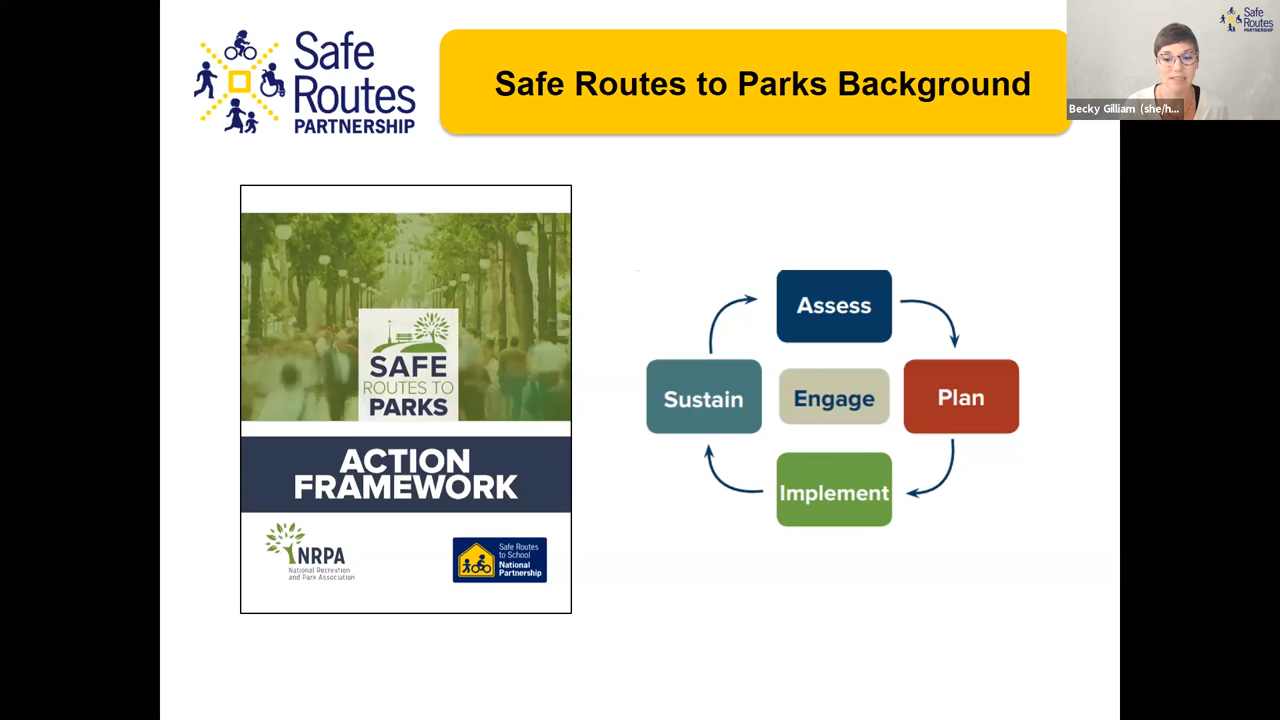 Safe
Routes
PARTNERSHIP
Safe Routes to Parks Background
Safe
Routes
PARTNERSHIP
Becky Gilliam (she/h...
SAFE
ROUTES TO
PARKS
ACTION
FRAMEWORK
NRPA
National Recreation
and Park Association
Safe Routes
to School
National
Partnership
Assess
Sustain
Engage
Plan
Implement